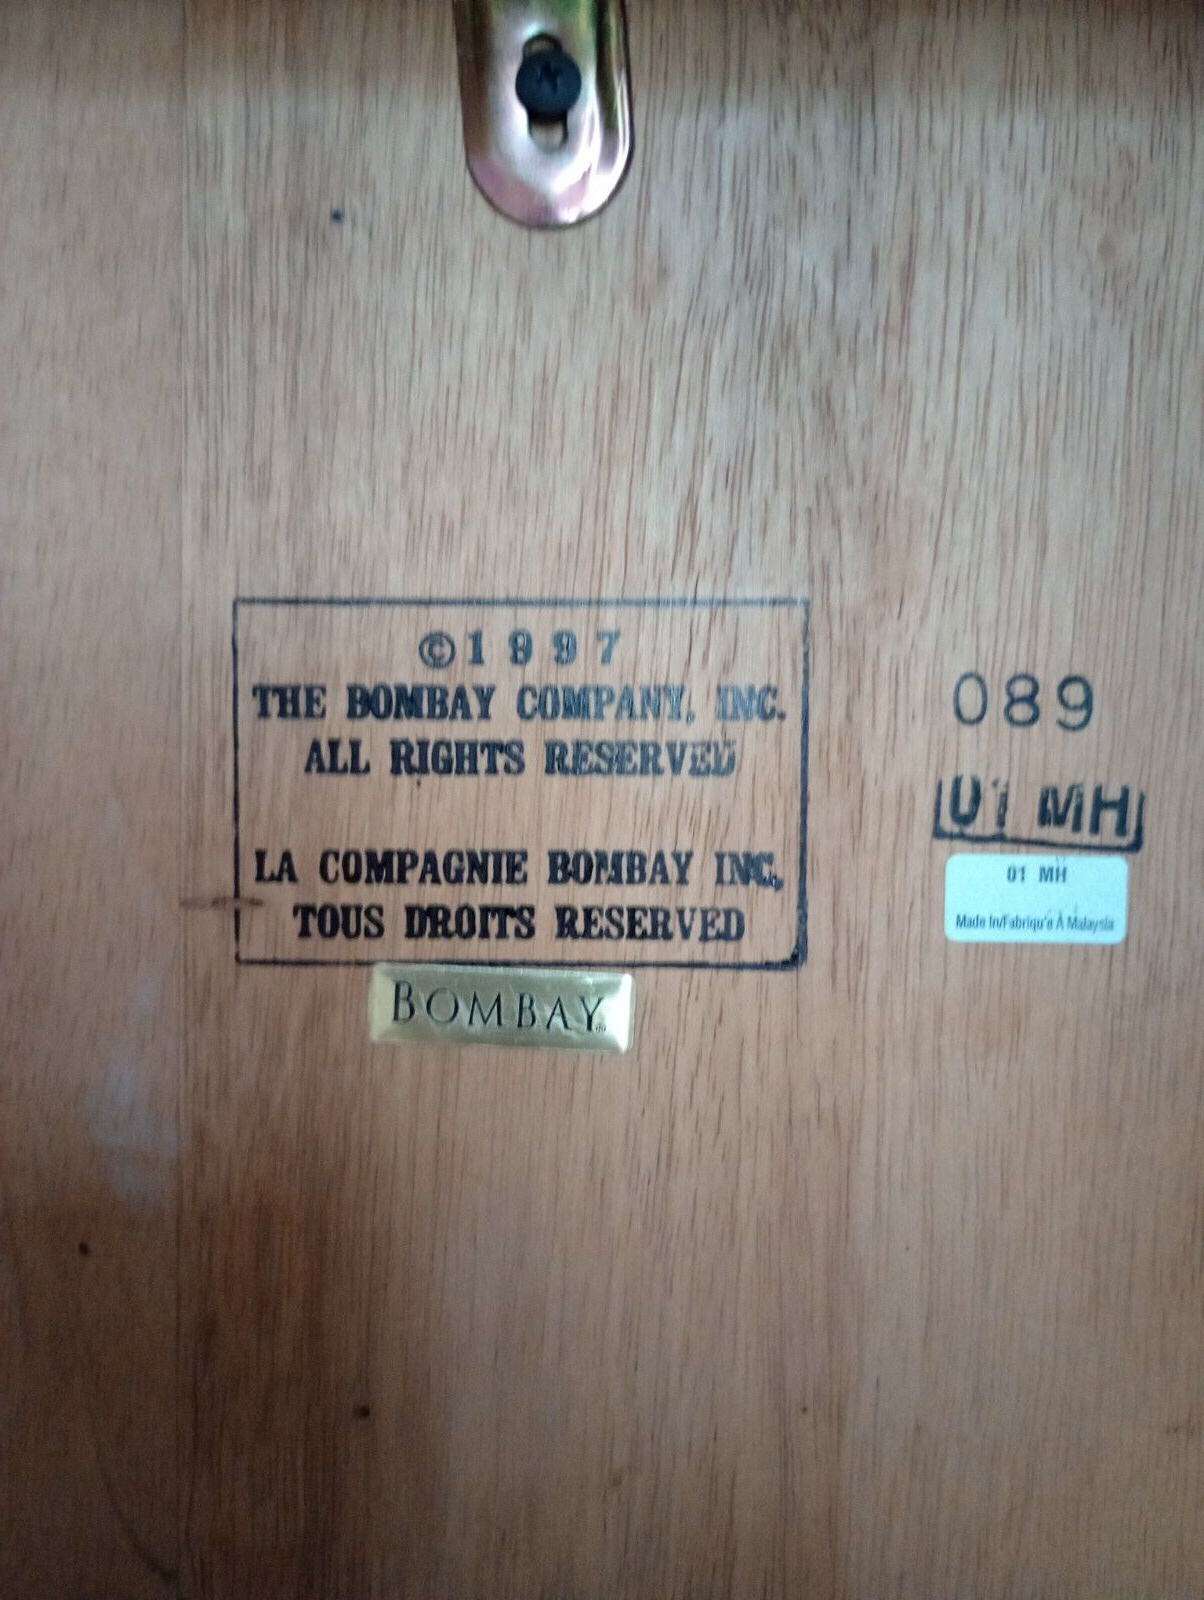 ©1997
THE BOMBAY COMPANY, INC.
ALL RIGHTS RESERVED
LA COMPAGNIE BOMBAY INC.
TOUS DROITS RESERVED
BOMBAY
089
01 MH
01 MH
Made In/Fabriqu'e À Malaysia